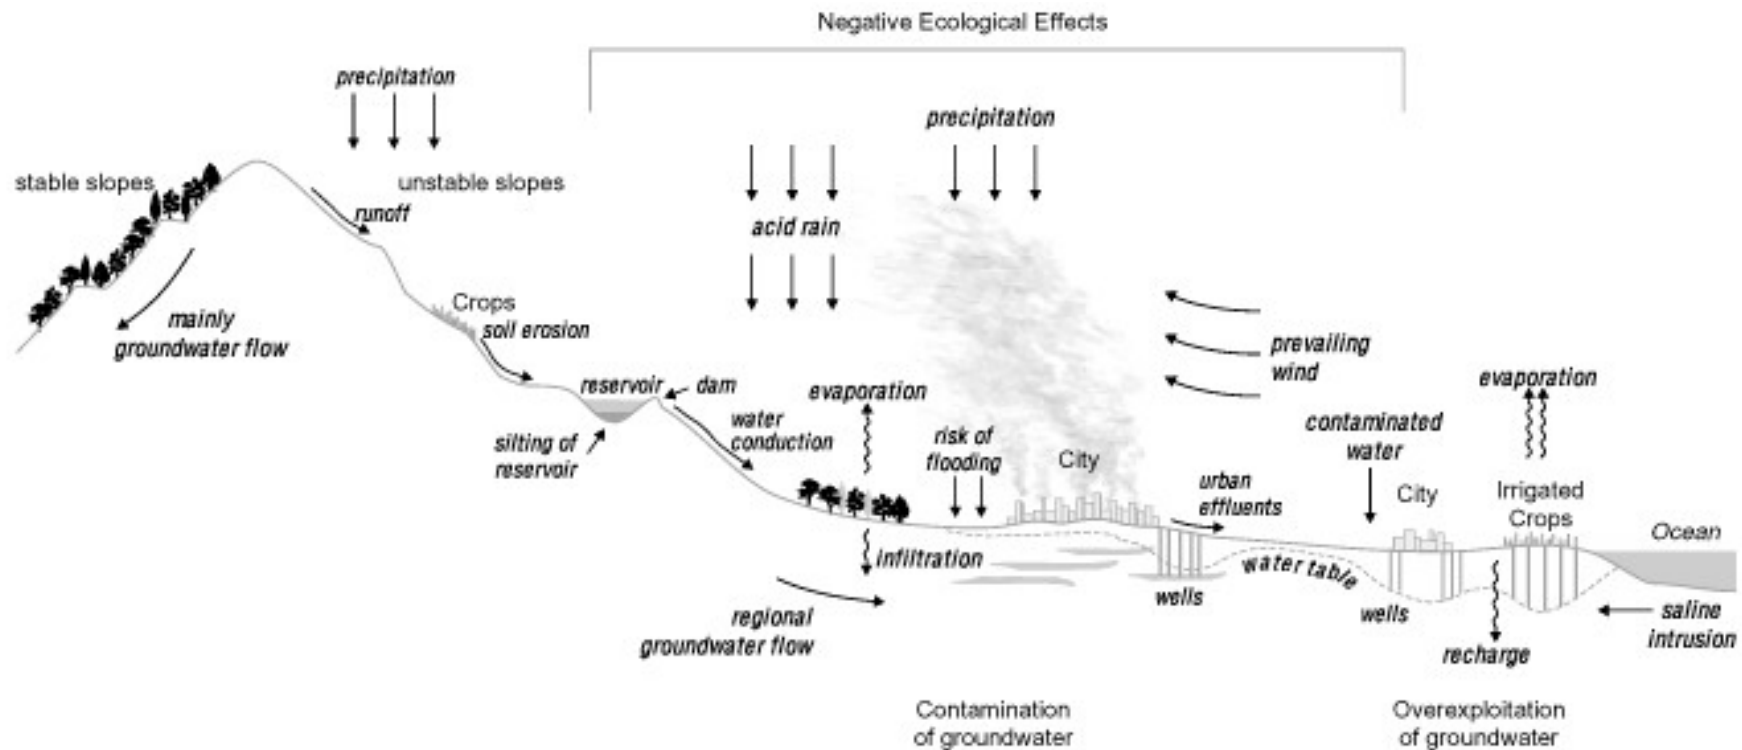 Negative Ecological Effects
precipitation
precipitation
stable slopes
unstable slopes
runoff
acid rain
Crops
soil erosion
mainly
groundwater flow
prevailing
wind
reservoir
dam
evaporation
evaporation
silting of
reservoir
water
conduction
risk of
flooding
City
contaminated
water
urban
effluents
City
Irrigated
Crops
Ocean
infiltration
water table
wells
wells
regional
groundwater flow
saline
intrusion
recharge
Contamination
of groundwater
Overexploitation
of groundwater